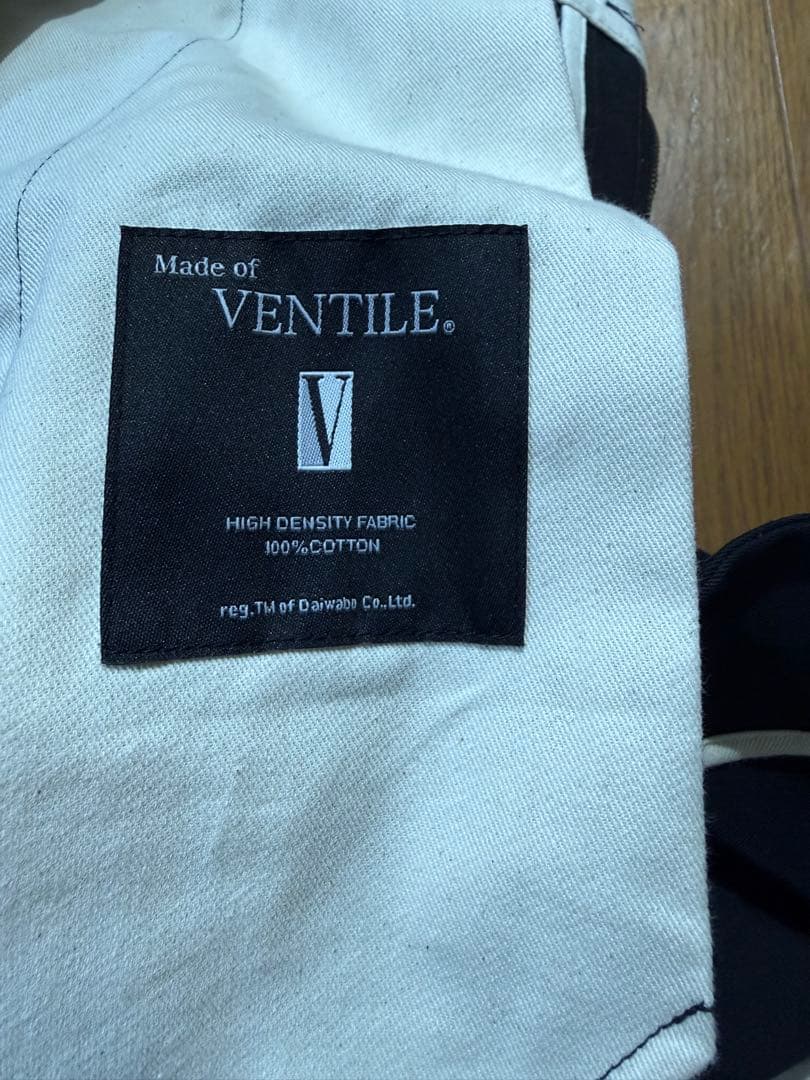 Made of
VENTILE®
V
HIGH DENSITY FABRIC
100%COTTON
reg.TM of Daiwabo Co.,Ltd.